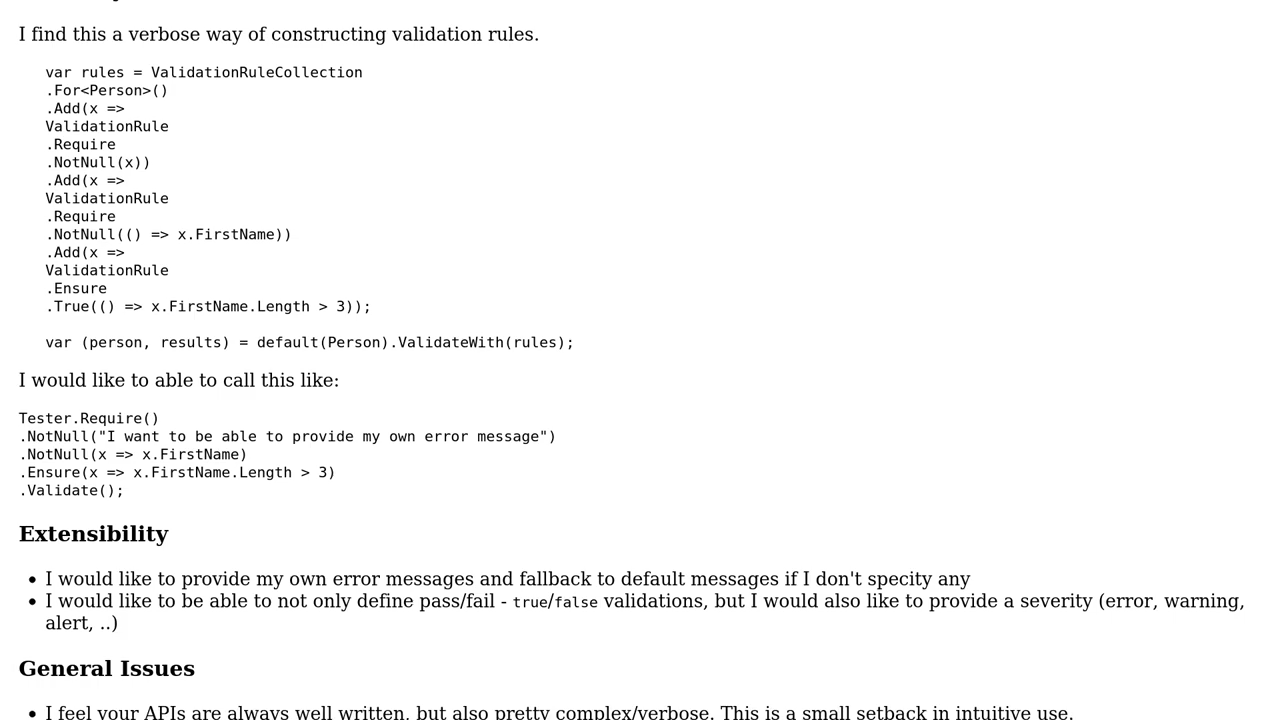 I find this a verbose way of constructing validation rules.
var rules = ValidationRuleCollection
.For<Person>()
.Add(x =>
ValidationRule
.Require
.NotNull(x))
.Add(x =>
ValidationRule
.Require
.NotNull(() => x.FirstName))
.Add(x =>
ValidationRule
.Ensure
.True(() => x.FirstName.Length > 3));
var (person, results) = default(Person).ValidateWith(rules);
I would like to able to call this like:
Tester.Require()
.NotNull("I want to be able to provide my own error message")
.NotNull(x => x.FirstName)
.Ensure(x => x.FirstName.Length > 3)
.Validate();
Extensibility
• I would like to provide my own error messages and fallback to default messages if I don't specity any
• I would like to be able to not only define pass/fail - true/false validations, but I would also like to provide a severity (error, warning,
alert, ..)
General Issues
• I feel your APIs are always well written, but also pretty complex/verbose. This is a small setback in intuitive use.